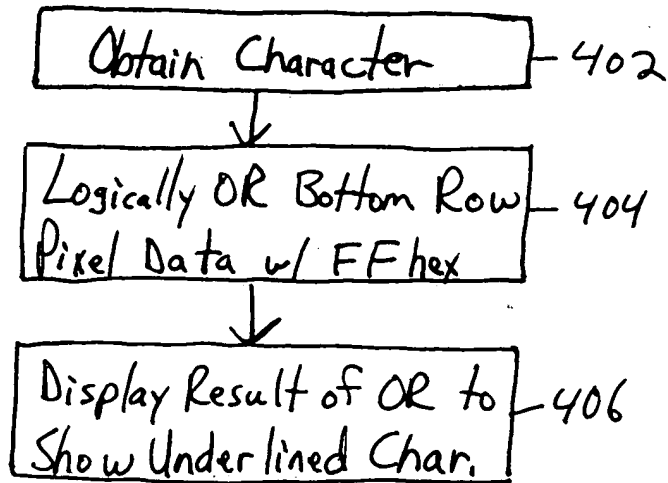 Obtain Character 402
Logically OR Bottom Row 404
Pixel Data w/ FFhex
Display Result of OR to 406
Show Underlined Char.